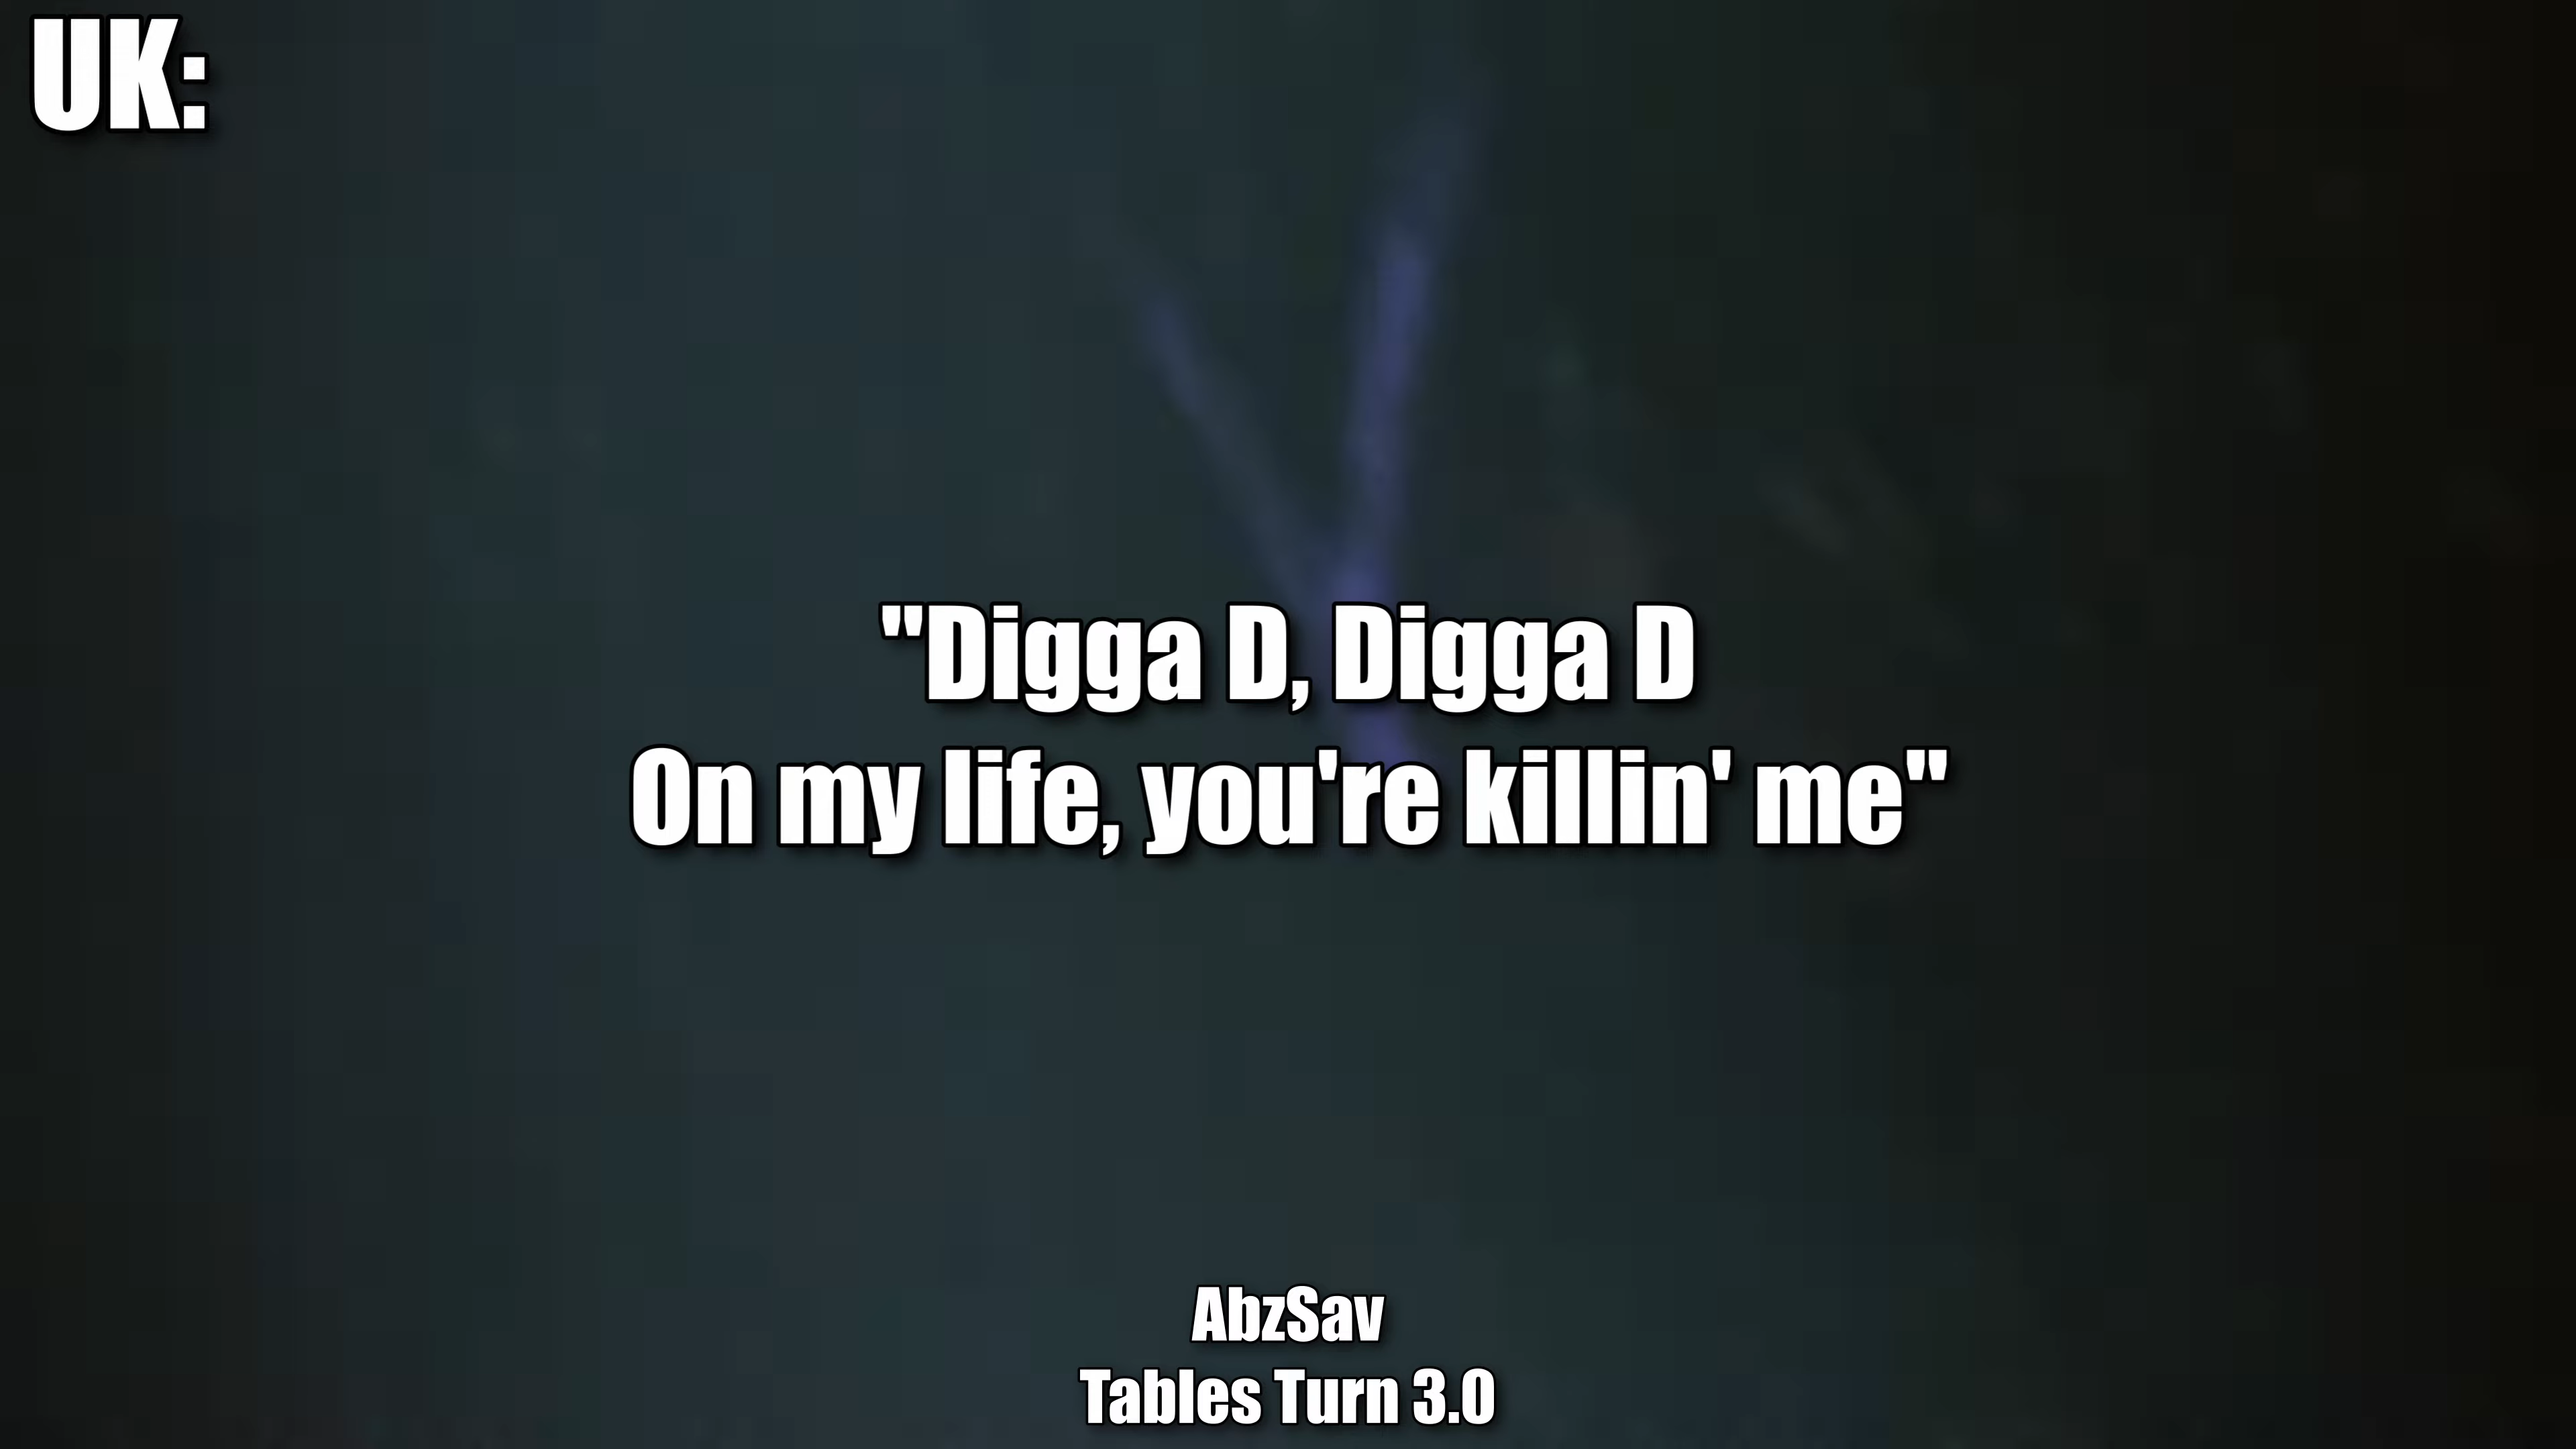 UK:
"Digga D, Digga D
On my life, you're killin' me"
AbzSav
Tables Turn 3.0